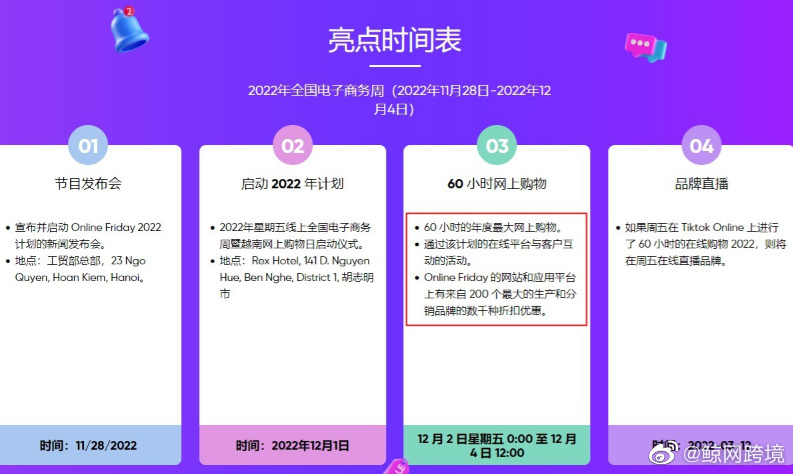 2
亮点时间表
2022年全国电子商务周（2022年11月28日-2022年12
月4日）
01
节目发布会
宣布并启动 Online Friday 2022
计划的新闻发布会。
地点：工贸部总部，23 Ngo
Quyen, Hoan Kiem, Hanoi。
时间：11/28/2022
02
启动 2022 年计划
2022年星期五线上全国电子商务
周暨越南网上购物日启动仪式。
地点：Rex Hotel, 141 D. Nguyen
Hue, Ben Nghe, District 1, 胡志明
市
时间：2022年12月1日
03
60 小时网上购物
60 小时的年度最大网上购物。
通过该计划的在线平台与客户互
动的活动。
Online Friday 的网站和应用平台
上有来自 200 个最大的生产和分
销品牌的数千种折扣优惠。
12 月 2 日星期五 0:00 至 12 月
4 日 12:00
04
品牌直播
如果周五在 Tiktok Online 上进行
了 60 小时的在线购物 2022，则将
在周五在线直播品牌。
时间：2022-03-12
@鲸网跨境